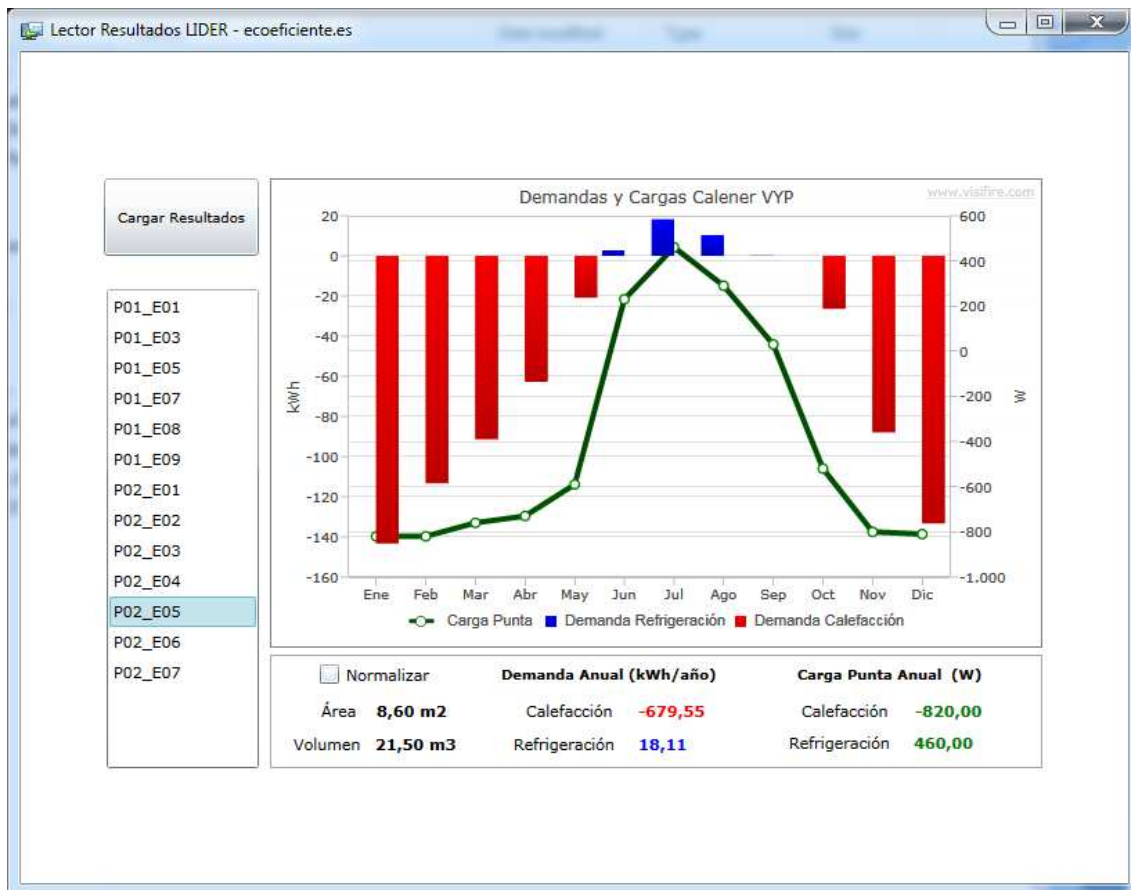 Lector Resultados LIDER - ecoeficiente.es
Cargar Resultados
P01_E01
P01_E03
P01_E05
P01_E07
P01_E08
P01_E09
P02_E01
P02_E02
P02_E03
P02_E04
P02_E05
P02_E06
P02_E07
www.visifire.com
Demandas y Cargas Calener VYP
20
0
-20
-40
-60
-80
-100
-120
-140
-160
kWh
600
400
200
0
-200
-400
-600
-800
-1.000
W
Ene Feb Mar Abr May Jun Jul Ago Sep Oct Nov Dic
Carga Punta Demanda Refrigeración Demanda Calefacción
Normalizar Demanda Anual (kWh/año) Carga Punta Anual (W)
Área 8,60 m2 Calefacción -679,55 Calefacción -820,00
Volumen 21,50 m3 Refrigeración 18,11 Refrigeración 460,00